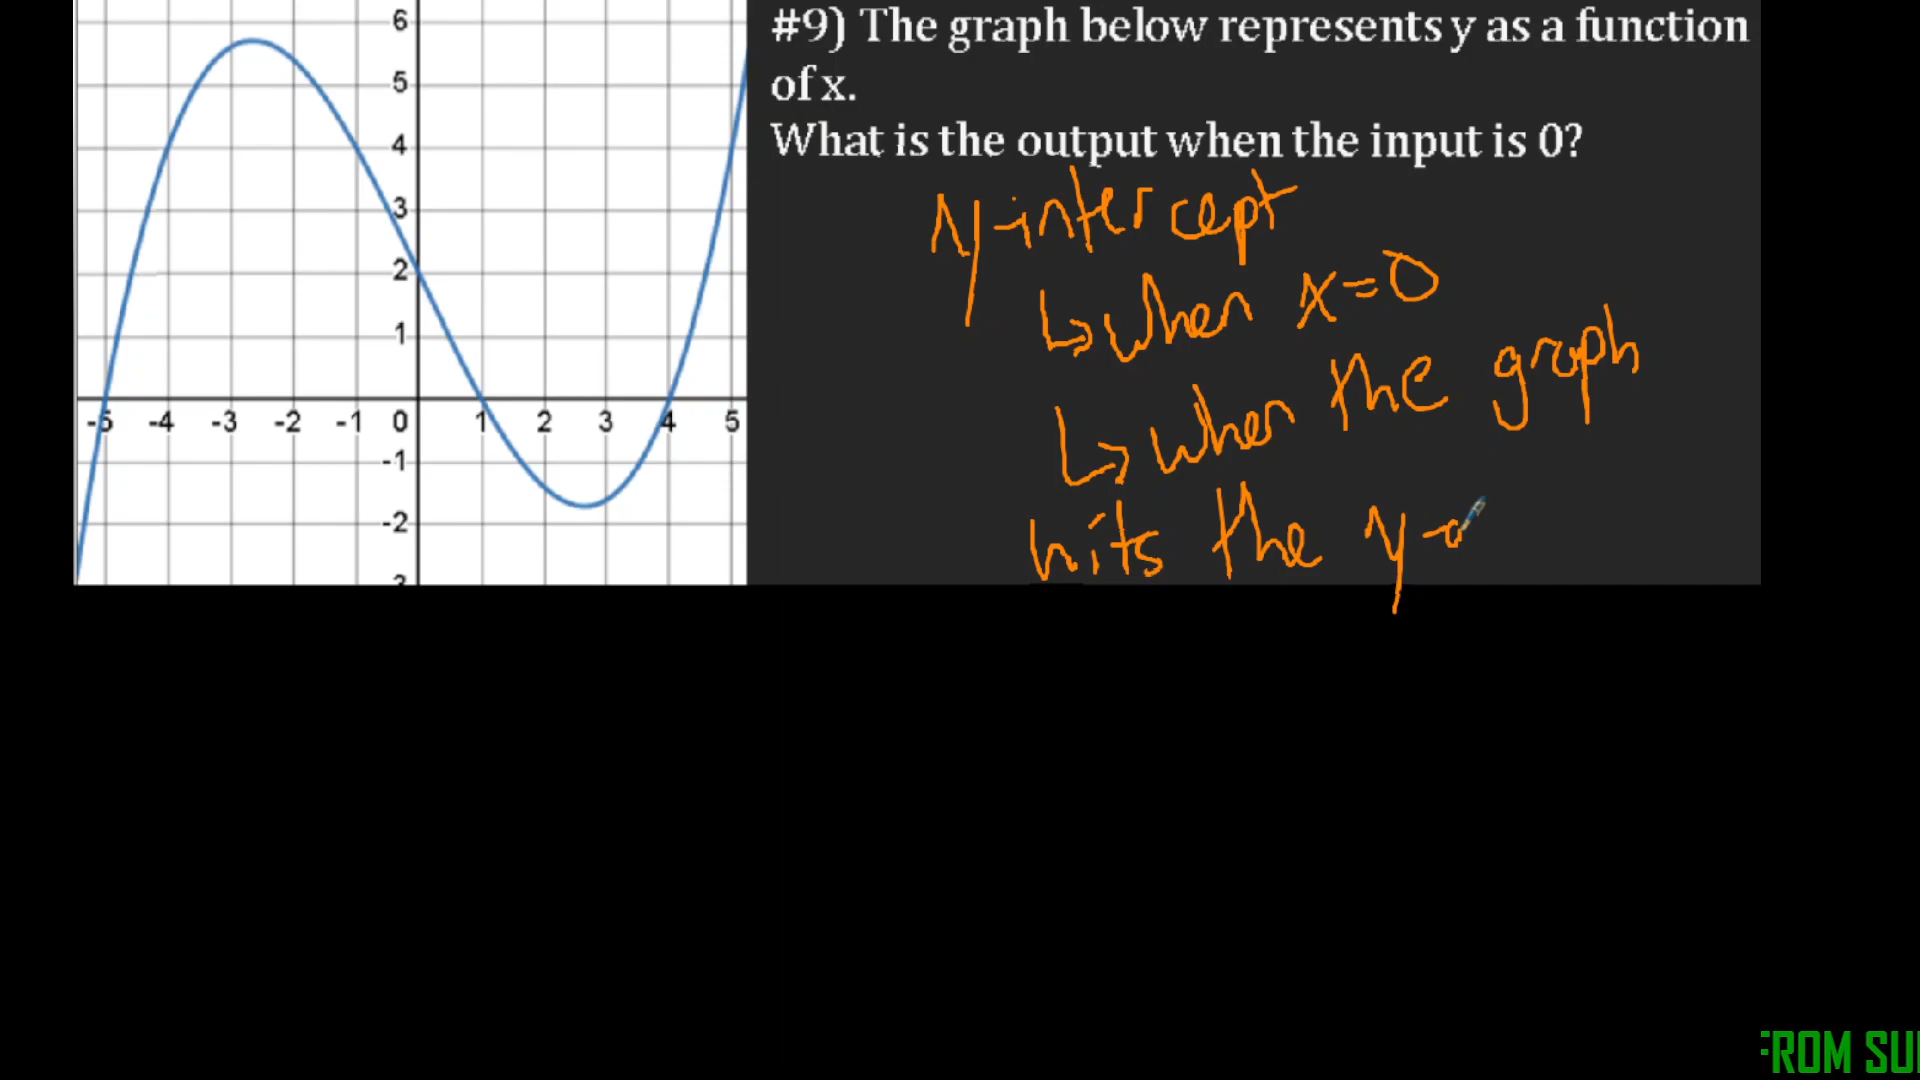 6
5
4
3
2
1
-5 -4 -3 -2 -1 0 1 2 3 4 5
-1
-2
#9) The graph below represents y as a function
of x.
What is the output when the input is 0?
y-intercept
↳ when x=0
↳ when the graph
hits the y-a
FROM SU